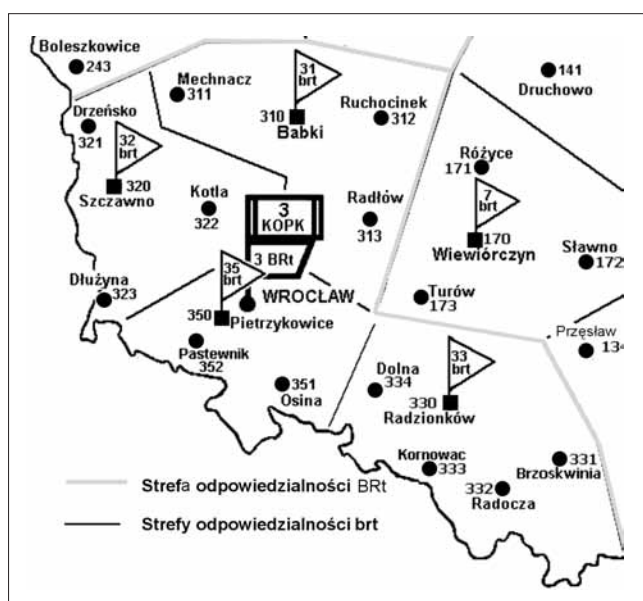 Boleszkowice
243
Mechnacz
311
31
brt
310
Babki
Ruchocinek
312
141
Druchowo
Drzeńsko
321
32
brt
320
Szczawno
Kotla
322
3
KOPK
3 BRt
Radłów
313
Różyce
171
7
brt
170
Wiewiórczyn
Sławno
172
Dłużyna
323
35
brt
350
WROCŁAW
Pietrzykowice
Turów
173
Przęsław
134
Pastewnik
352
351
Osina
Dolna
334
33
brt
330
Radzionków
Kornowac
333
332
Radocza
331
Brzoskwinia
Strefa odpowiedzialności BRt
Strefy odpowiedzialności brt